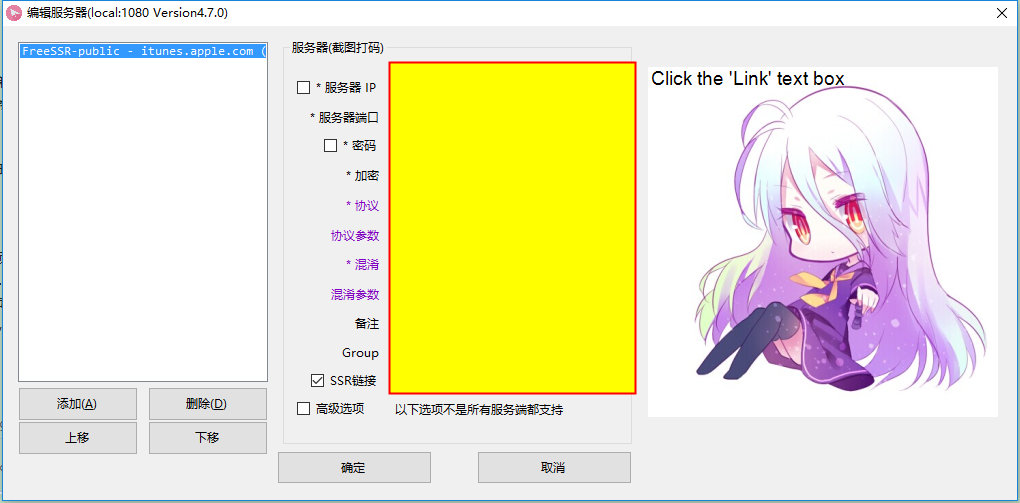 编辑服务器(local:1080 Version4.7.0)
FreeSSR-public - itunes.apple.com (
服务器(截图打码)
* 服务器 IP
* 服务器端口
* 密码
* 加密
* 协议
协议参数
* 混淆
混淆参数
备注
Group
SSR链接
高级选项
以下选项不是所有服务端都支持
Click the 'Link' text box
添加(A)
删除(D)
上移
下移
确定
取消